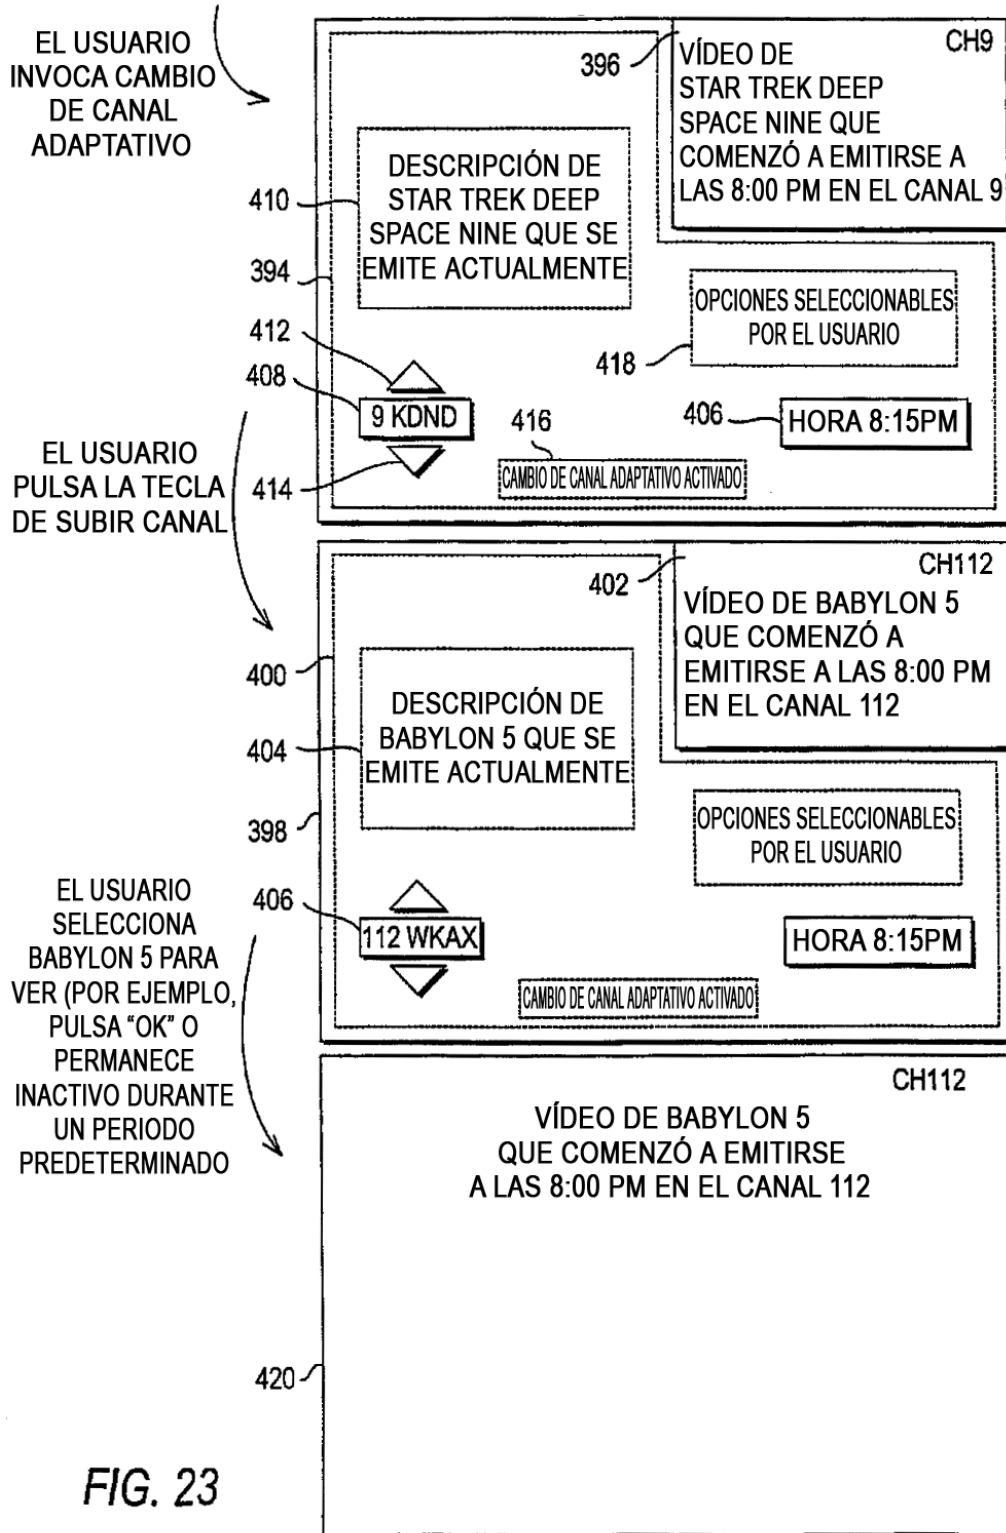 EL USUARIO
INVOCA CAMBIO
DE CANAL
ADAPTATIVO
396
CH9
VÍDEO DE
STAR TREK DEEP
SPACE NINE QUE
COMENZÓ A EMITIRSE A
LAS 8:00 PM EN EL CANAL 9
410
DESCRIPCIÓN DE
STAR TREK DEEP
SPACE NINE QUE SE
EMITE ACTUALMENTE
394
OPCIONES SELECCIONABLES
POR EL USUARIO
418
412
408
9 KDND
406
HORA 8:15PM
416
414
CAMBIO DE CANAL ADAPTATIVO ACTIVADO
EL USUARIO
PULSA LA TECLA
DE SUBIR CANAL
402
CH112
VÍDEO DE BABYLON 5
QUE COMENZÓ A
EMITIRSE A LAS 8:00 PM
EN EL CANAL 112
400
DESCRIPCIÓN DE
BABYLON 5 QUE SE
EMITE ACTUALMENTE
404
398
OPCIONES SELECCIONABLES
POR EL USUARIO
406
112 WKAX
HORA 8:15PM
CAMBIO DE CANAL ADAPTATIVO ACTIVADO
EL USUARIO
SELECCIONA
BABYLON 5 PARA
VER (POR EJEMPLO,
PULSA “OK” O
PERMANECE
INACTIVO DURANTE
UN PERIODO
PREDETERMINADO
CH112
VÍDEO DE BABYLON 5
QUE COMENZÓ A EMITIRSE
A LAS 8:00 PM EN EL CANAL 112
420
FIG. 23